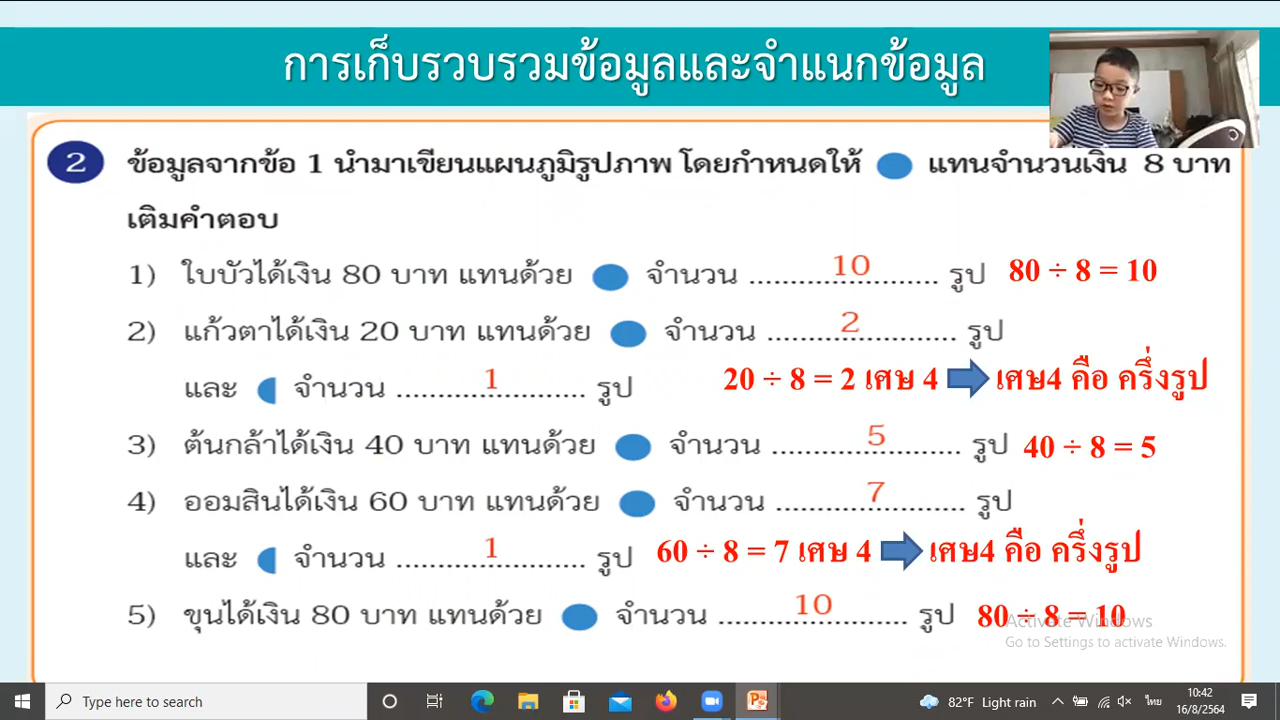 การเก็บรวบรวมข้อมูลและจำแนกข้อมูล
2 ข้อมูลจากข้อ 1 นำมาเขียนแผนภูมิรูปภาพ โดยกำหนดให้ แทนจำนวนเงิน 8 บาท
เติมคำตอบ
1) ใบบัวได้เงิน 80 บาท แทนด้วย จำนวน ........10........ รูป 80 ÷ 8 = 10
2) แก้วตาได้เงิน 20 บาท แทนด้วย จำนวน ........2........ รูป
และ จำนวน ........1........ รูป 20 ÷ 8 = 2 เศษ 4 เศษ4 คือ ครึ่งรูป
3) ต้นกล้าได้เงิน 40 บาท แทนด้วย จำนวน ........5........ รูป 40 ÷ 8 = 5
4) ออมสินได้เงิน 60 บาท แทนด้วย จำนวน ........7........ รูป
และ จำนวน ........1........ รูป 60 ÷ 8 = 7 เศษ 4 เศษ4 คือ ครึ่งรูป
5) ขุนได้เงิน 80 บาท แทนด้วย จำนวน ........10........ รูป 80 ÷ 8 = 10
Activate Windows
Go to Settings to activate Windows.
Type here to search
82°F Light rain
ไทย
10:42
16/8/2564